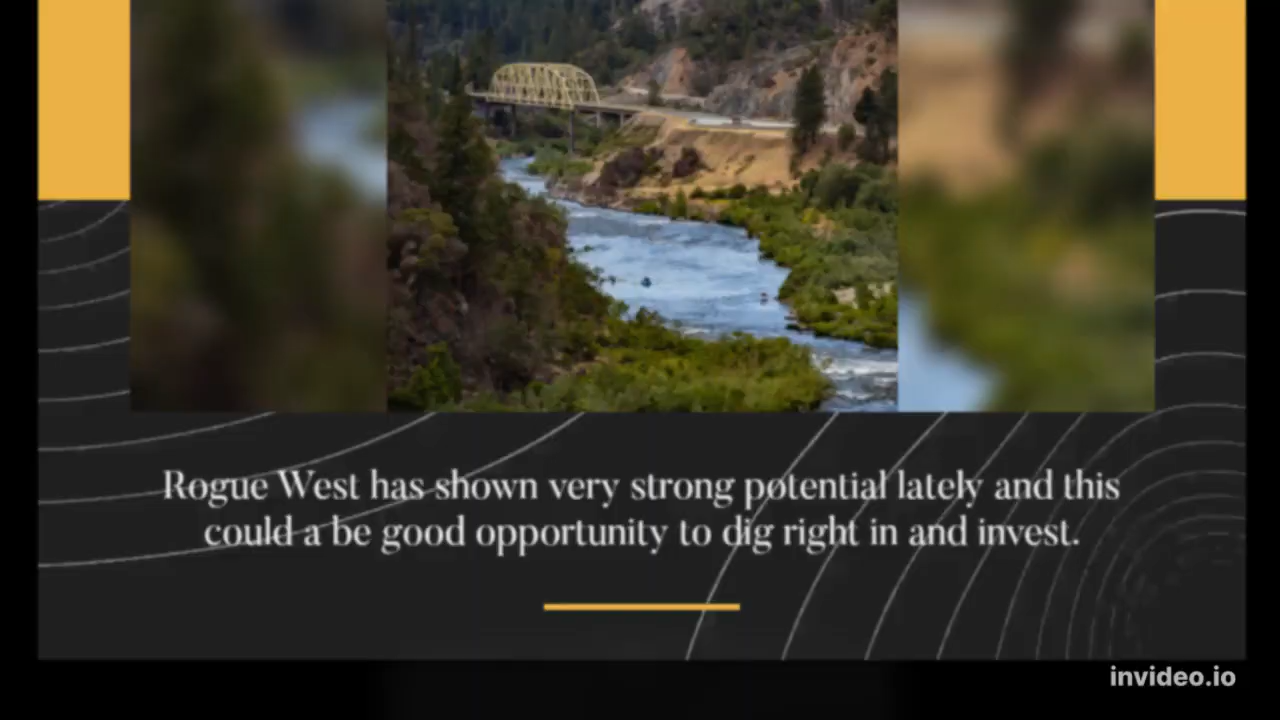 Rogue West has shown very strong potential lately and this
could a be good opportunity to dig right in and invest.
invideo.io